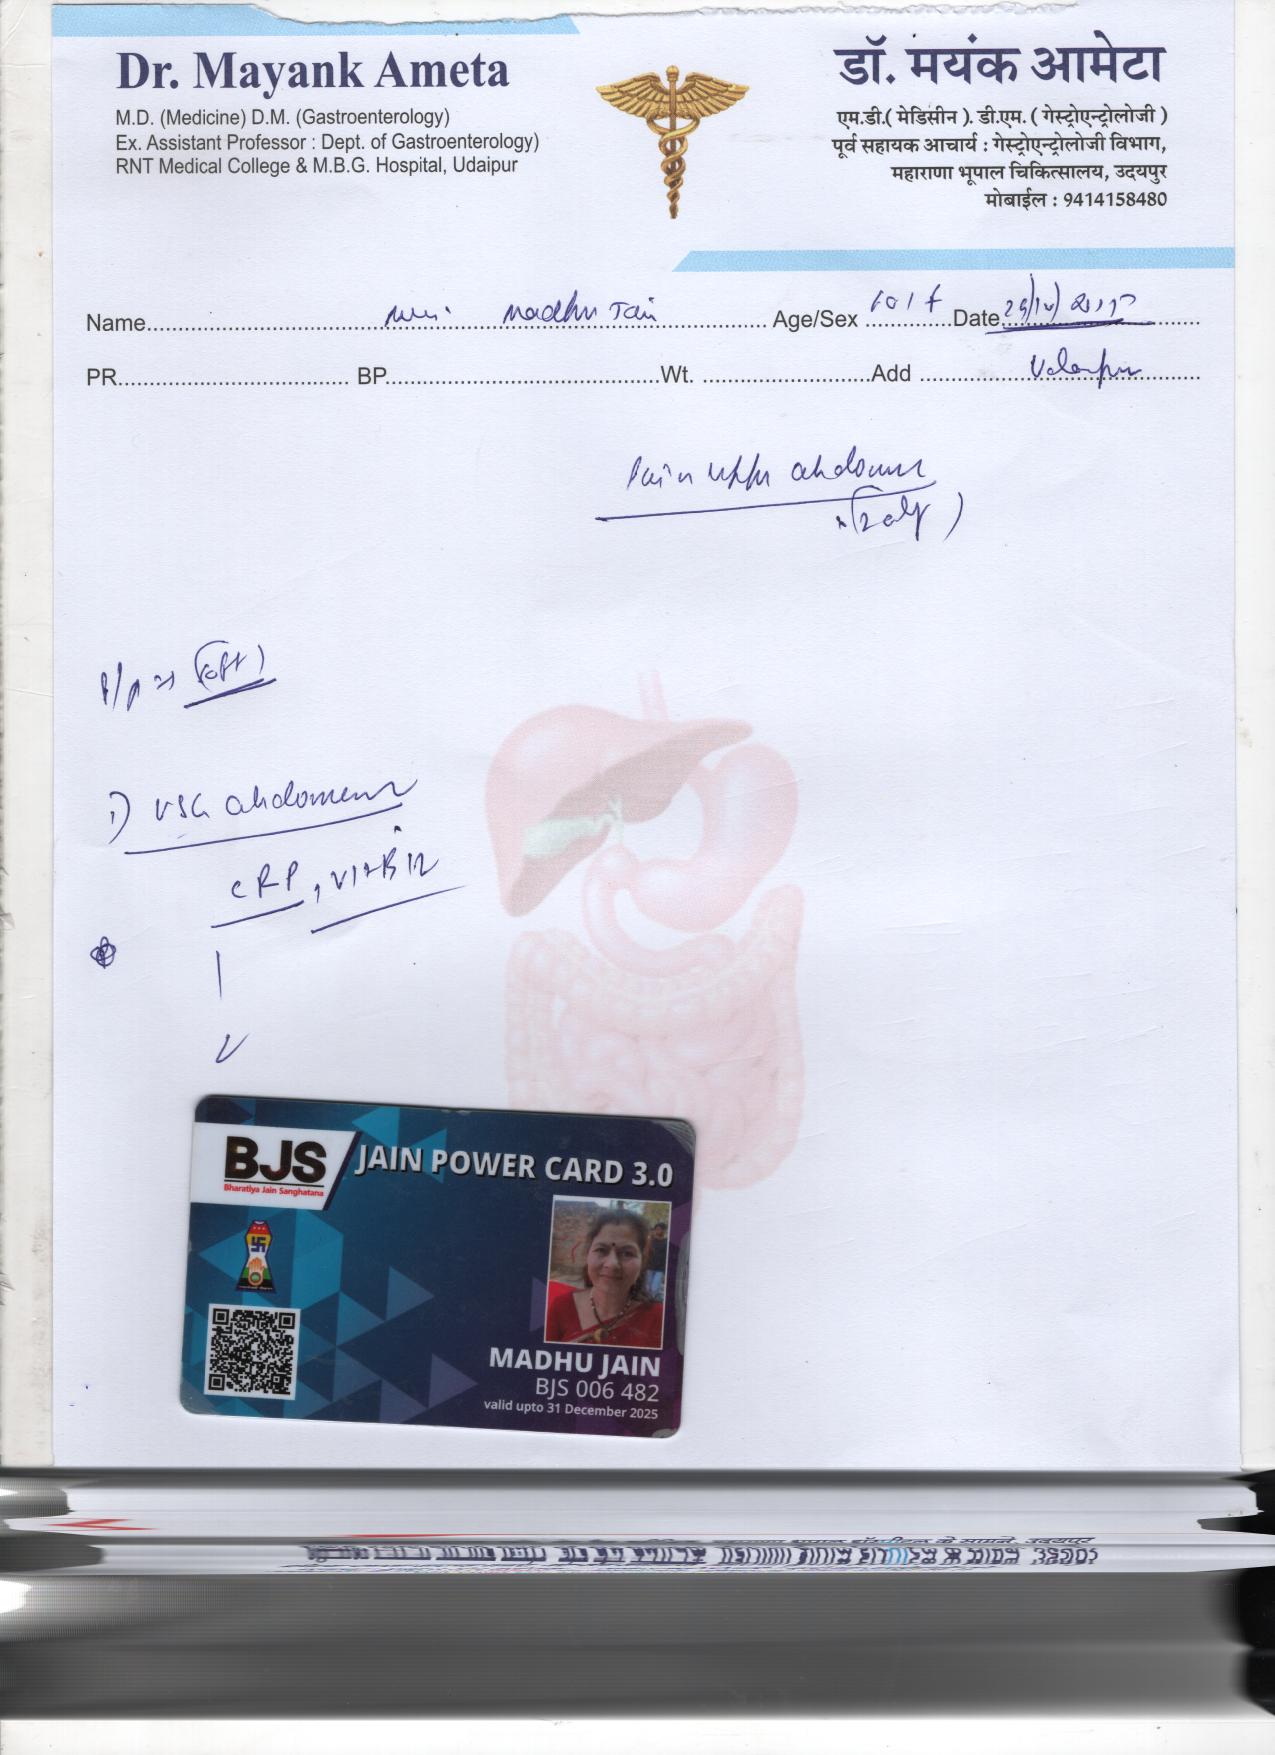 Dr. Mayank Ameta
M.D. (Medicine) D.M. (Gastroenterology)
Ex. Assistant Professor : Dept. of Gastroenterology)
RNT Medical College & M.B.G. Hospital, Udaipur
डॉ. मयंक आमेटा
एम.डी.( मेडिसीन ). डी.एम. ( गेस्ट्रोएन्ट्रोलोजी )
पूर्व सहायक आचार्य : गेस्ट्रोएन्ट्रोलोजी विभाग,
महाराणा भूपाल चिकित्सालय, उदयपुर
मोबाईल : 9414158480
Name Madhu Jain Age/Sex Date
PR BP Wt. Add Udaipur
Pain upper abdomen
1) USG abdomen
CRP, Vit B12
BJS JAIN POWER CARD 3.0
Bharatiya Jain Sanghatana
MADHU JAIN
BJS 006 482
valid upto 31 December 2025
के सामने, उदयपुर